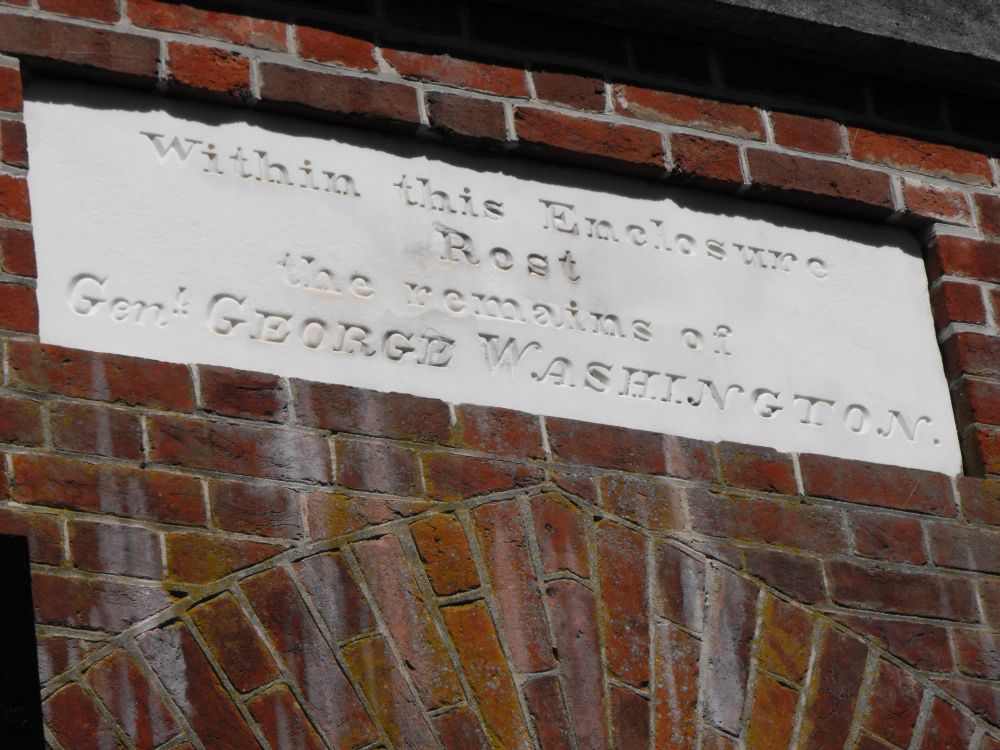 Within this Enclosure
Rest
the remains of
Genl. GEORGE WASHINGTON.